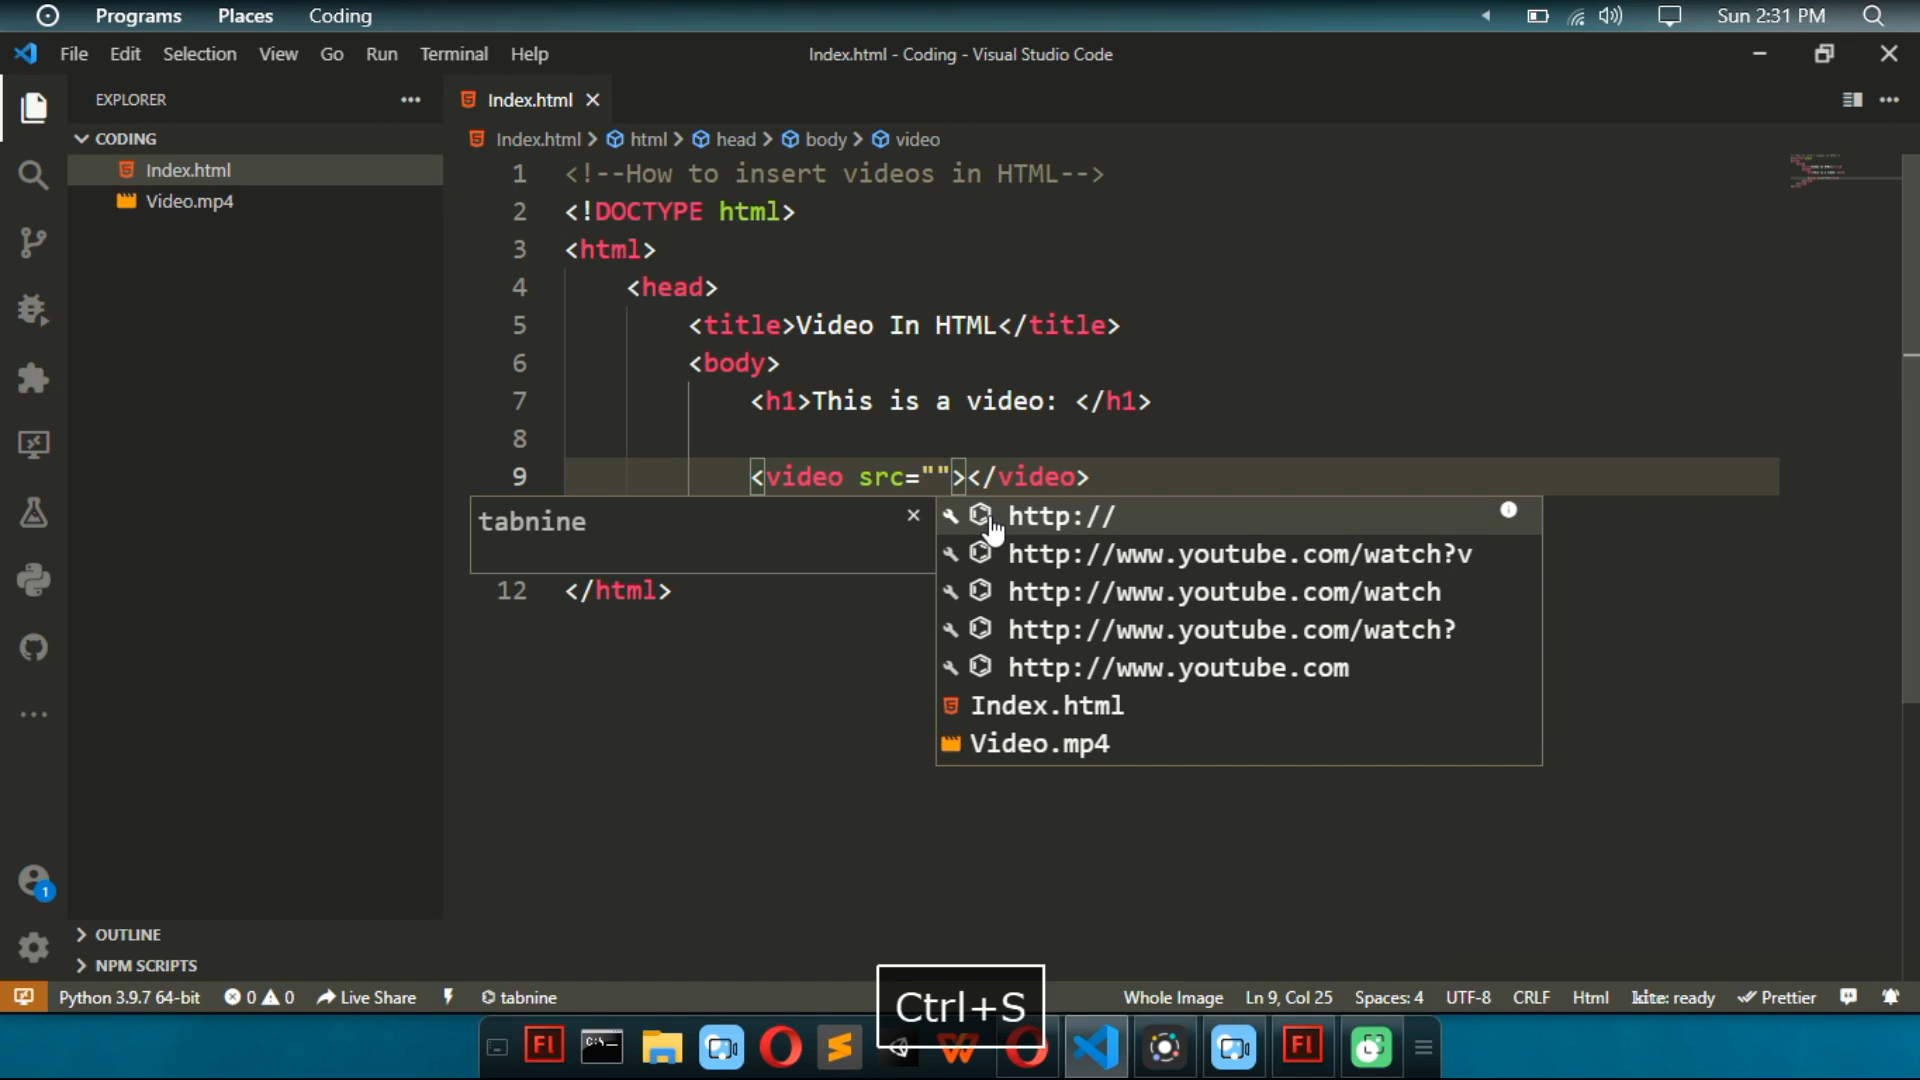 Programs Places Coding Sun 2:31 PM
File Edit Selection View Go Run Terminal Help Index.html - Coding - Visual Studio Code
EXPLORER
Index.html
CODING
Index.html
Video.mp4
Index.html > html > head > body > video
1 <!--How to insert videos in HTML-->
2 <!DOCTYPE html>
3 <html>
4 <head>
5 <title>Video In HTML</title>
6 <body>
7 <h1>This is a video: </h1>
8
9 <video src=""></video>
tabnine
http://
http://www.youtube.com/watch?v
http://www.youtube.com/watch
http://www.youtube.com/watch?
http://www.youtube.com
Index.html
Video.mp4
12 </html>
1
OUTLINE
NPM SCRIPTS
Python 3.9.7 64-bit 0 0 Live Share tabnine Whole Image Ln 9, Col 25 Spaces: 4 UTF-8 CRLF Html kite: ready Prettier
Ctrl+S
Fl C:\ Fl